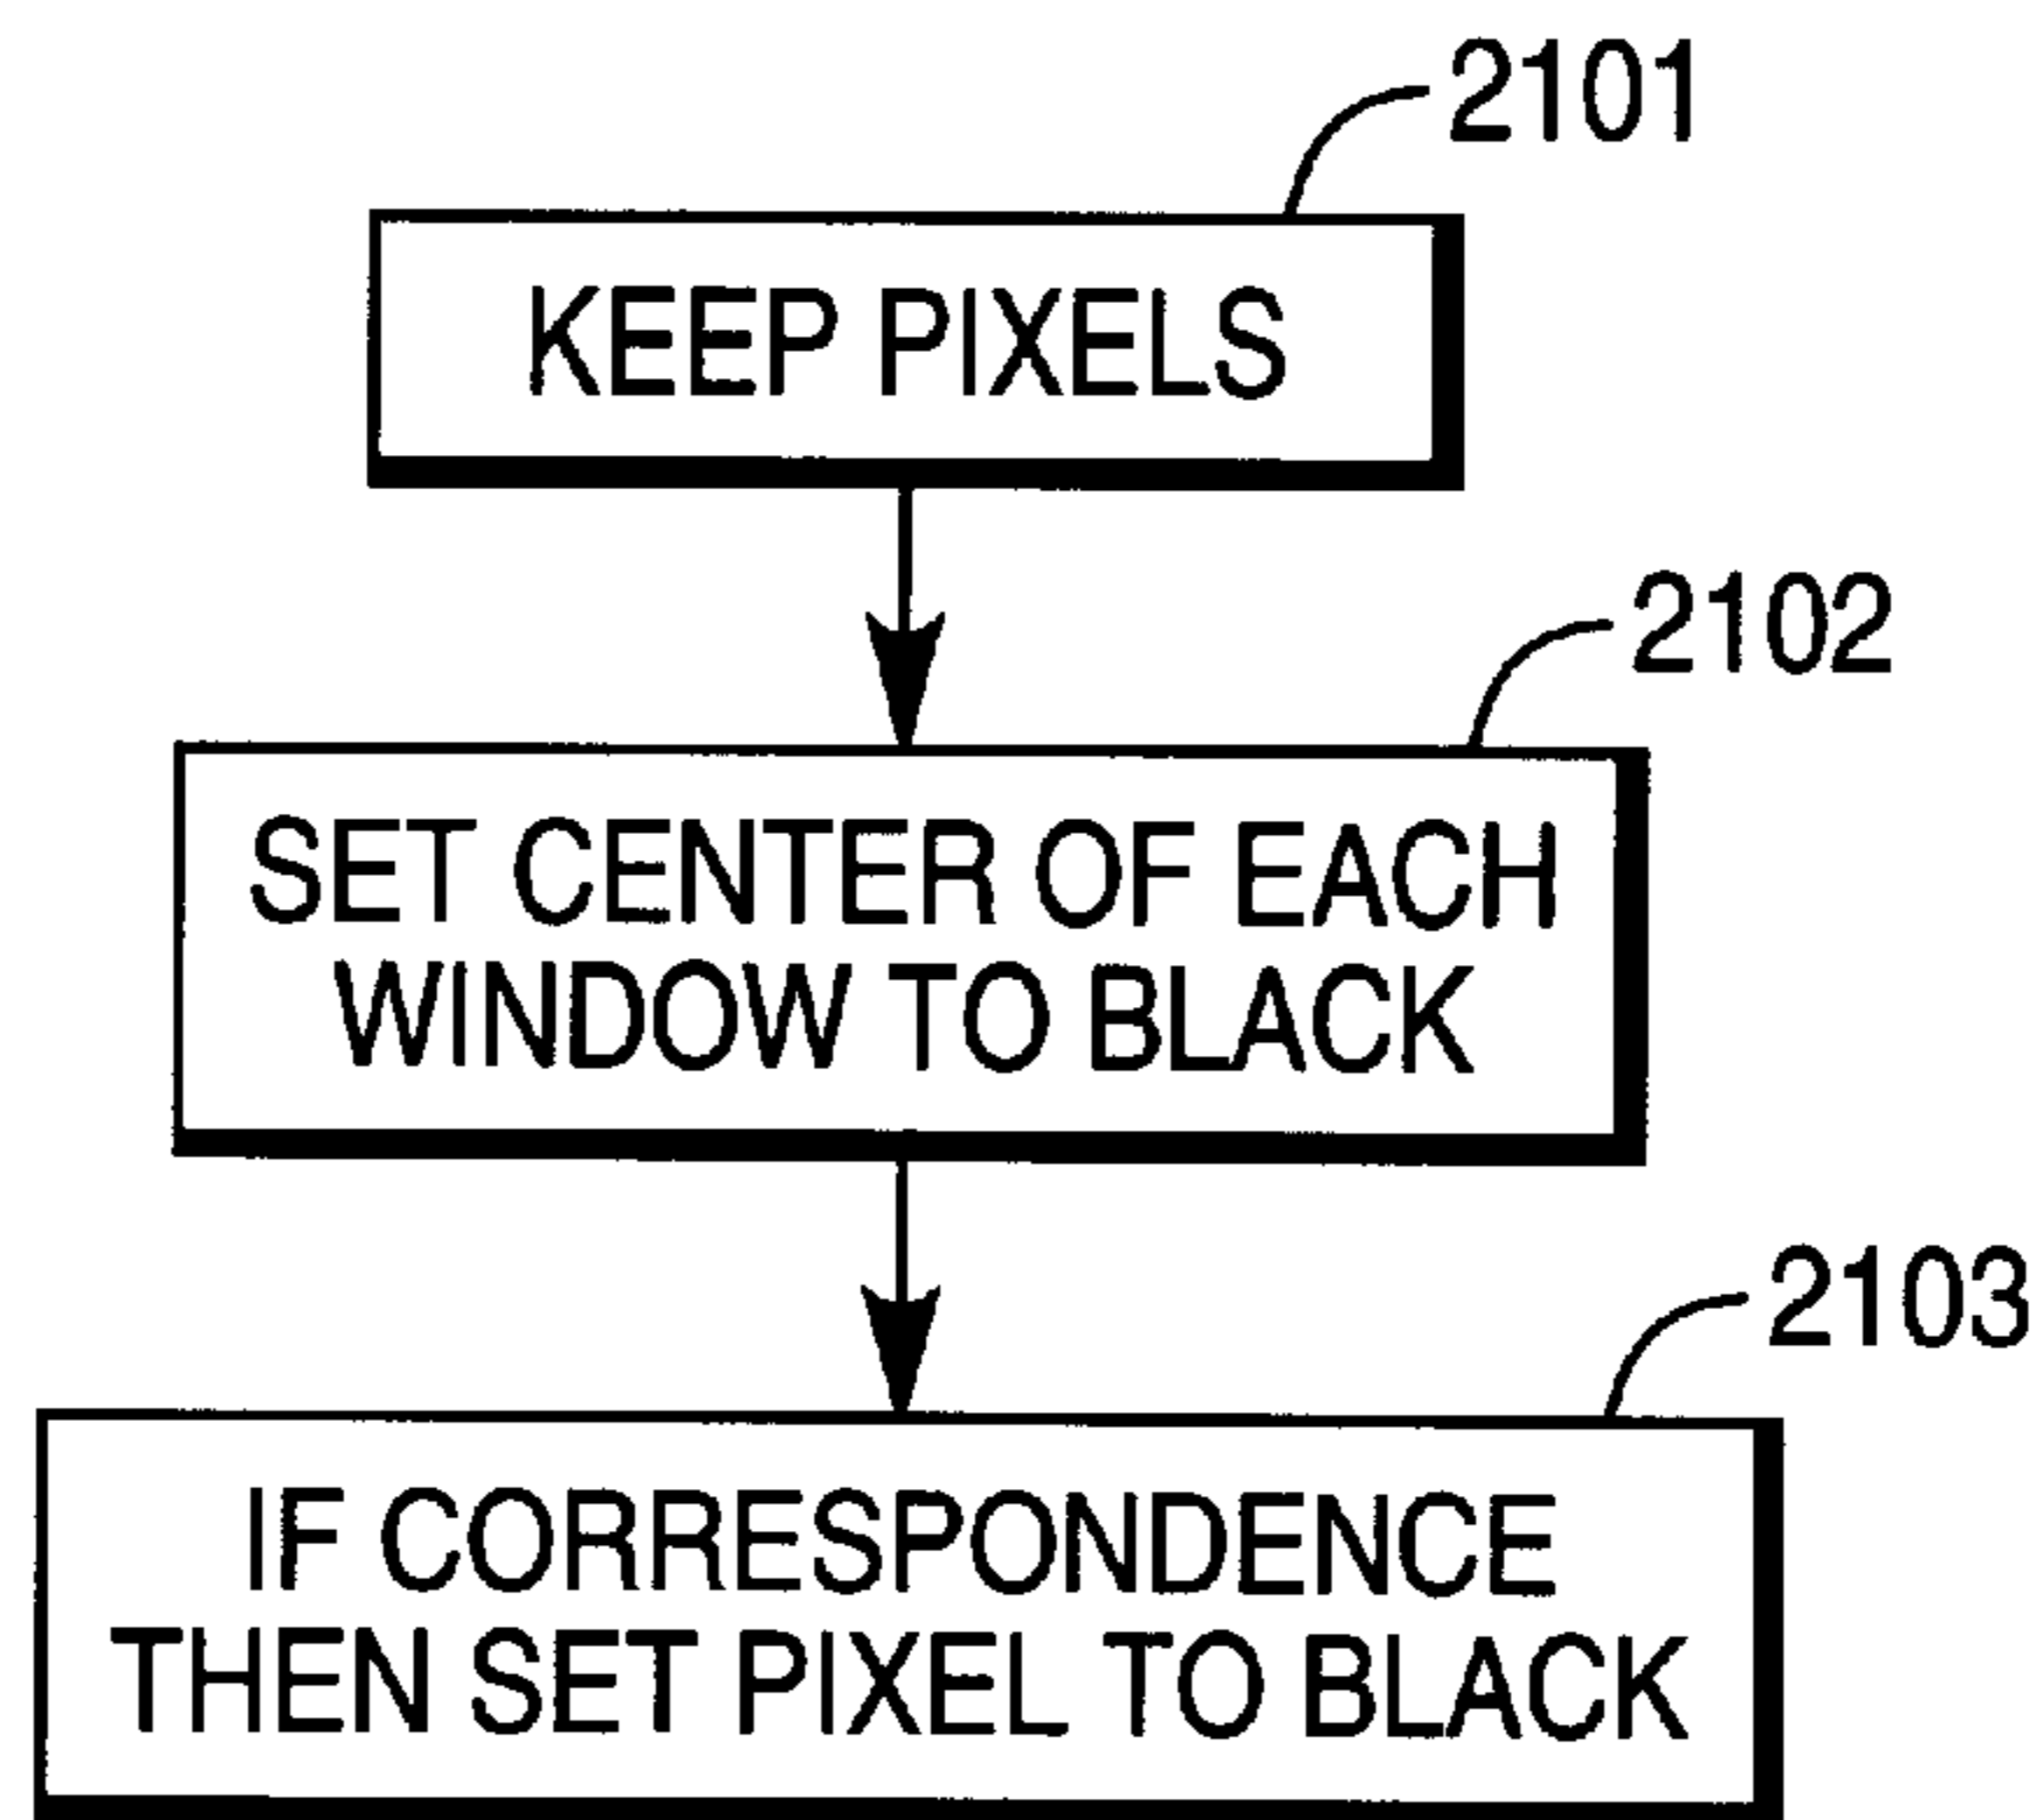 2101
KEEP PIXELS
2102
SET CENTER OF EACH
WINDOW TO BLACK
2103
IF CORRESPONDENCE
THEN SET PIXEL TO BLACK